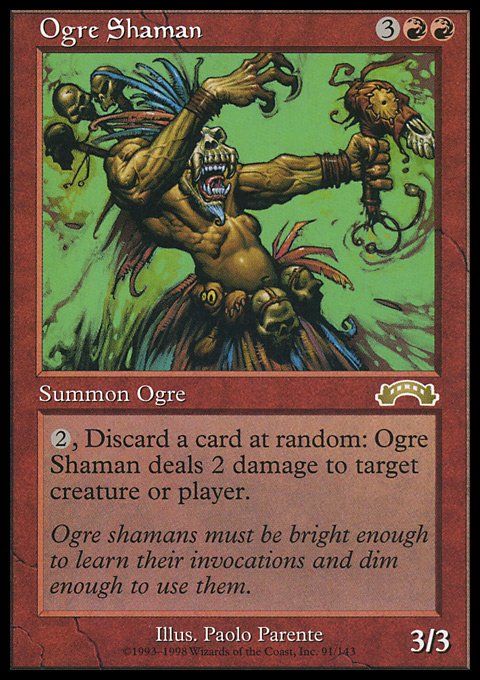 Ogre Shaman 3
Summon Ogre
2, Discard a card at random: Ogre
Shaman deals 2 damage to target
creature or player.
Ogre shamans must be bright enough
to learn their invocations and dim
enough to use them.
Illus. Paolo Parente
©1993-1998 Wizards of the Coast, Inc. 91/143
3/3